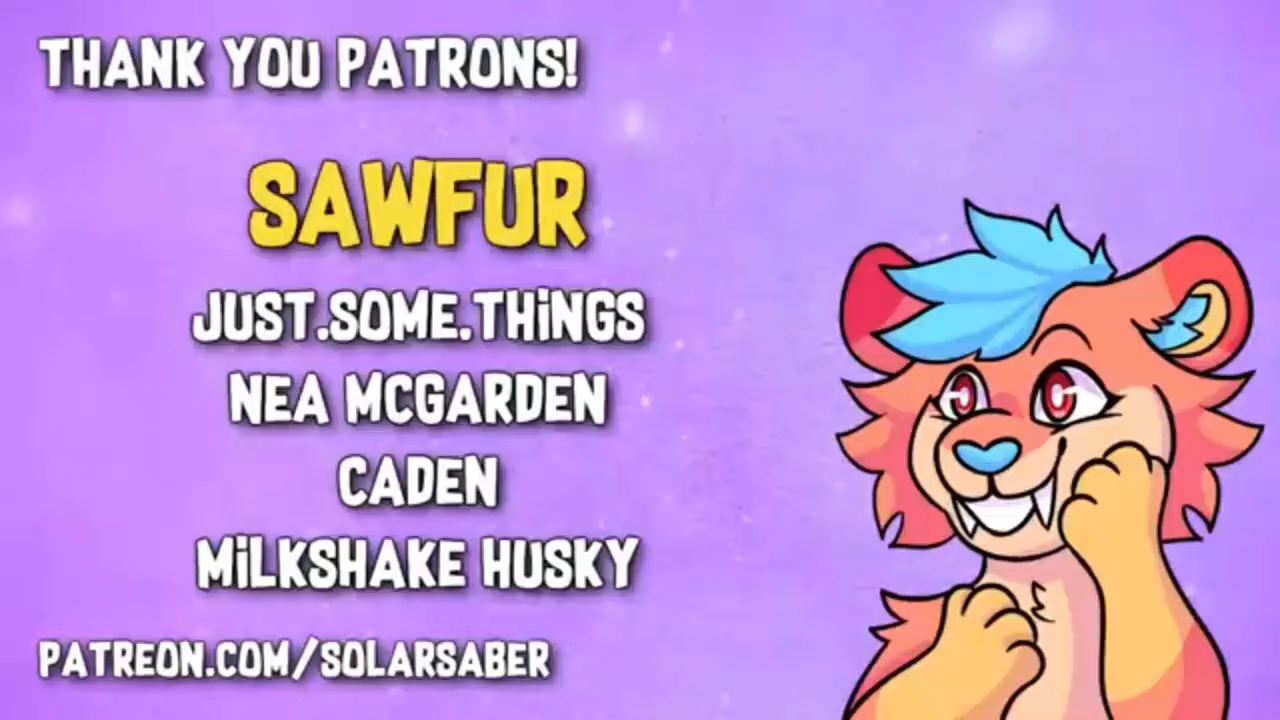 THANK YOU PATRONS!
SAWFUR
JUST.SOME.THiNGS
NEA MCGARDEN
CADEN
MiLKSHAKE HUSKY
PATREON.COM/SOLARSABER